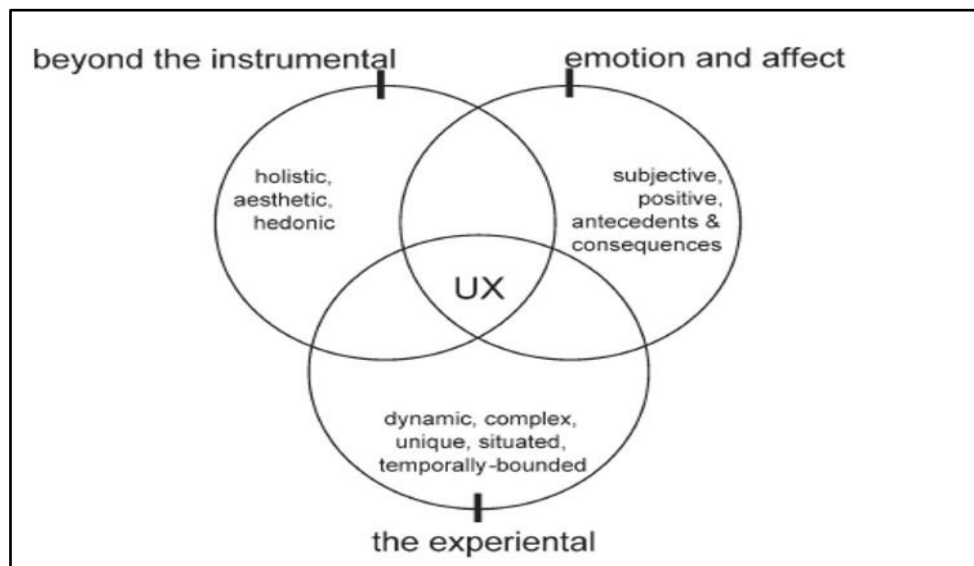 beyond the instrumental
emotion and affect
holistic,
aesthetic,
hedonic
subjective,
positive,
antecedents &
consequences
UX
dynamic, complex,
unique, situated,
temporally-bounded
the experiental